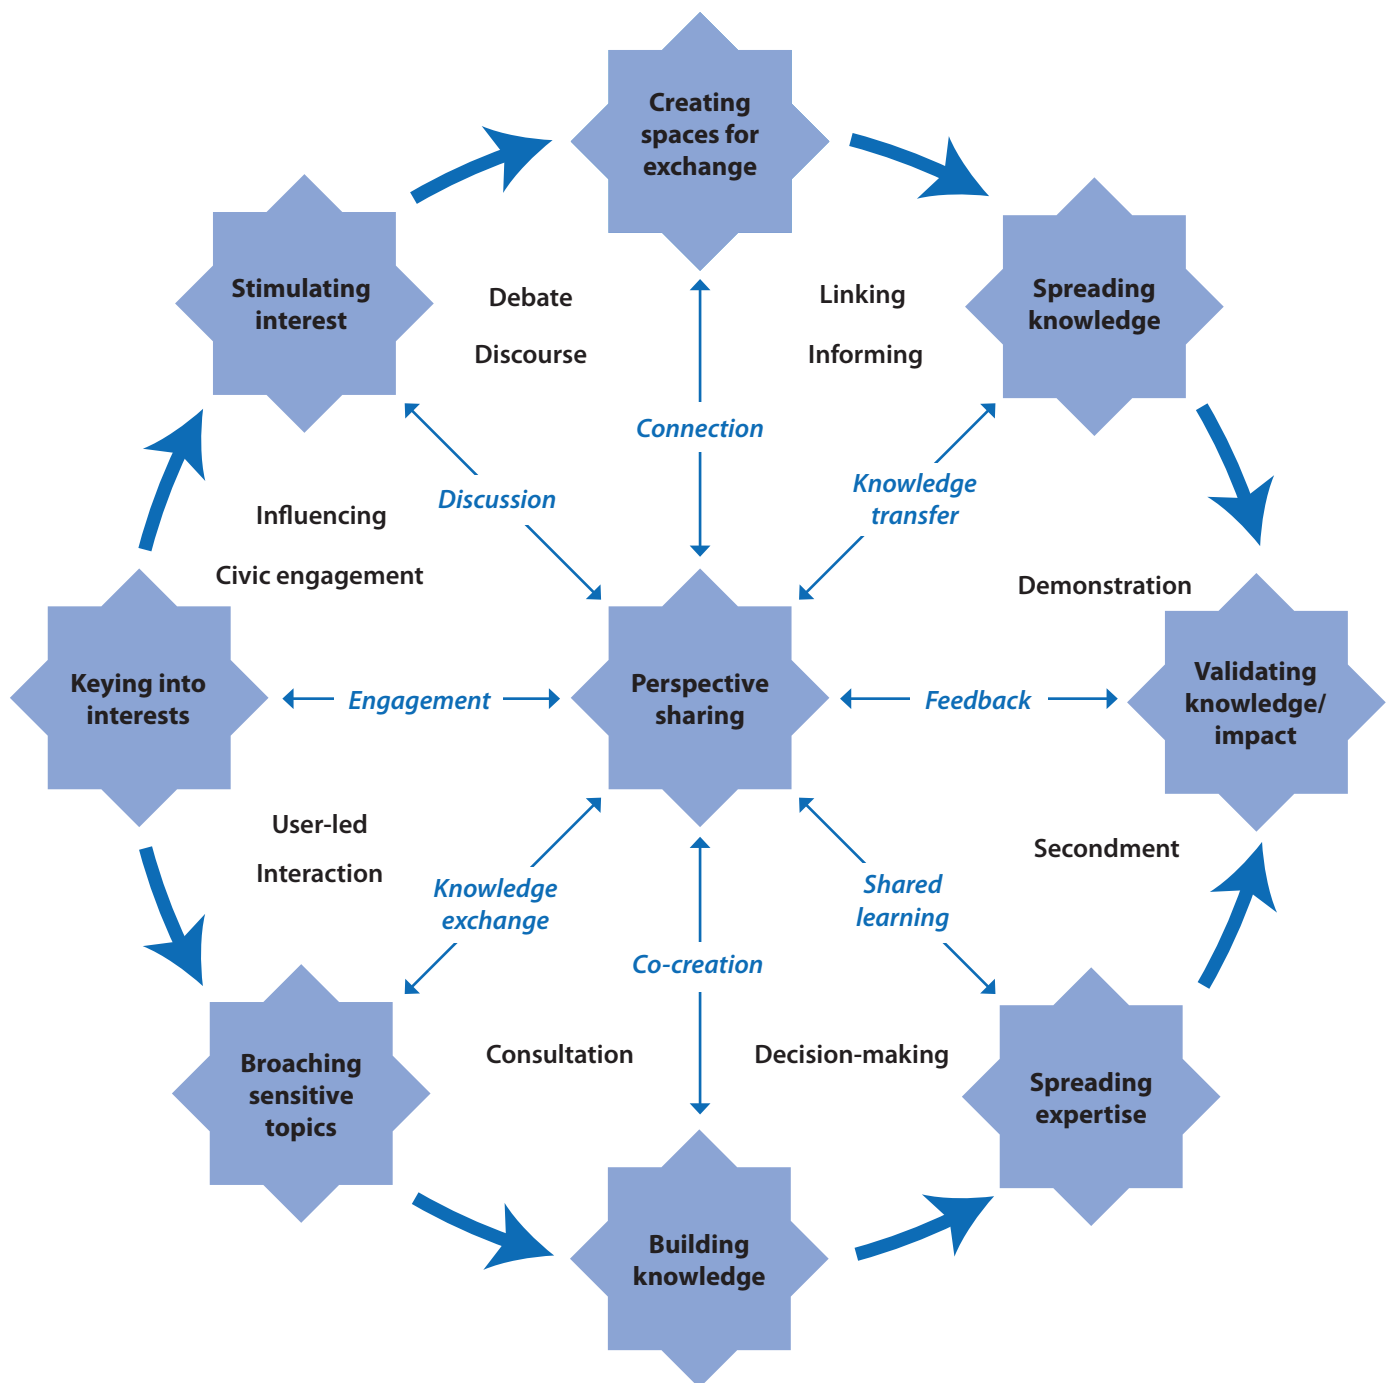 Creating
spaces for
exchange
Stimulating
interest
Debate
Discourse
Linking
Informing
Spreading
knowledge
Connection
Discussion
Knowledge
transfer
Influencing
Civic engagement
Demonstration
Keying into
interests
Engagement
Perspective
sharing
Feedback
Validating
knowledge/
impact
User-led
Interaction
Knowledge
exchange
Shared
learning
Secondment
Co-creation
Consultation
Decision-making
Broaching
sensitive
topics
Spreading
expertise
Building
knowledge